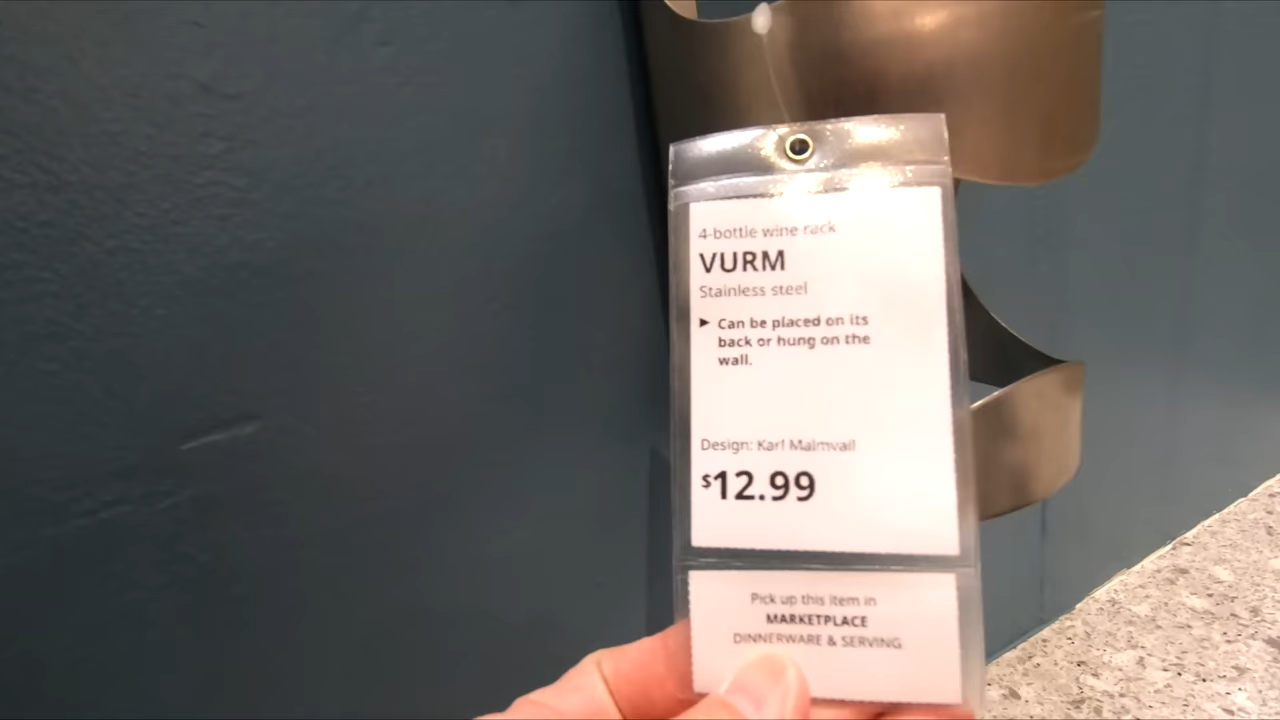 4-bottle wine rack
VURM
Stainless steel
▶ Can be placed on its
back or hung on the
wall.
Design: Karl Malmvall
$12.99
Pick up this item in
MARKETPLACE
DINNERWARE & SERVING